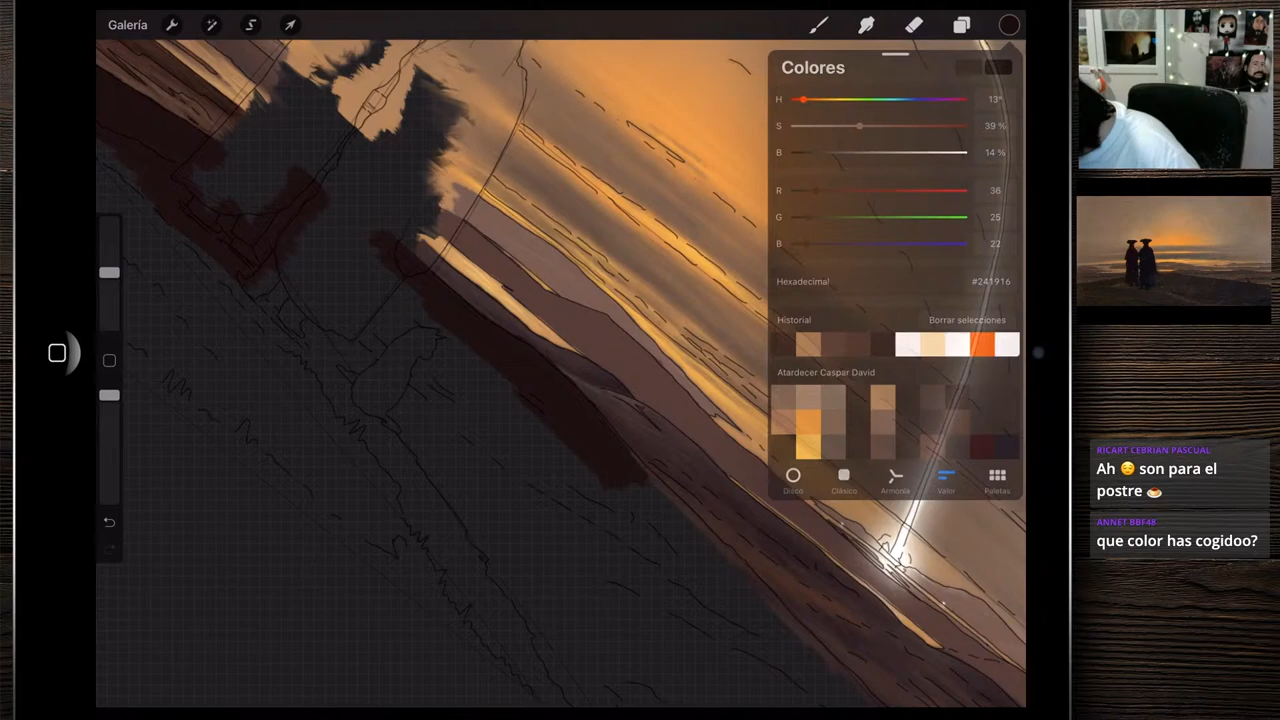 Galería
Colores
H 13°
S 39 %
B 14 %
R 36
G 25
B 22
Hexadecimal #241916
Historial Borrar selecciones
Atardecer Caspar David
Disco Clásico Armonía Valor Paletas
RICART CEBRIAN PASCUAL
Ah 😌 son para el
postre ☕
ANNET BBF48
que color has cogidoo?